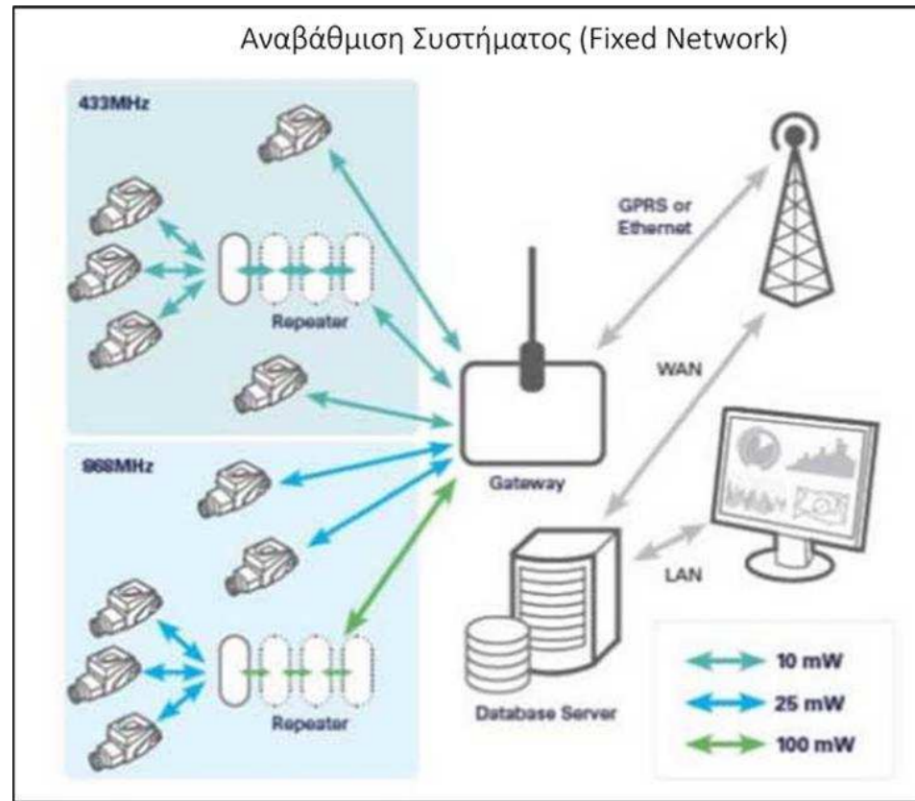 Αναβάθμιση Συστήματος (Fixed Network)
433MHz
Repeater
GPRS or
Ethernet
WAN
Gateway
868MHz
Repeater
LAN
Database Server
10 mW
25 mW
100 mW